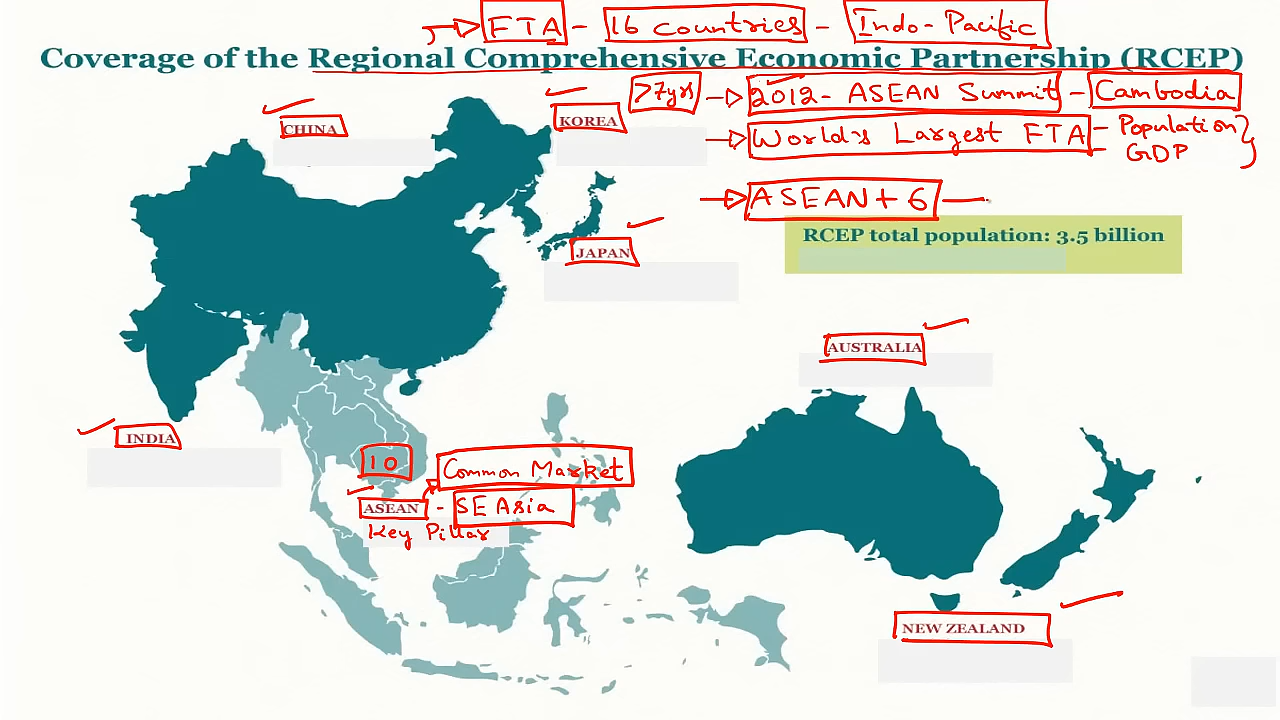 FTA - 16 countries - Indo-Pacific
Coverage of the Regional Comprehensive Economic Partnership (RCEP)
>7yrs 2012- ASEAN Summit - Cambodia
World's Largest FTA - Population
GDP
CHINA
KOREA
ASEAN + 6
RCEP total population: 3.5 billion
JAPAN
AUSTRALIA
INDIA
10 Common Market
ASEAN - SE Asia
Key Pillar
NEW ZEALAND